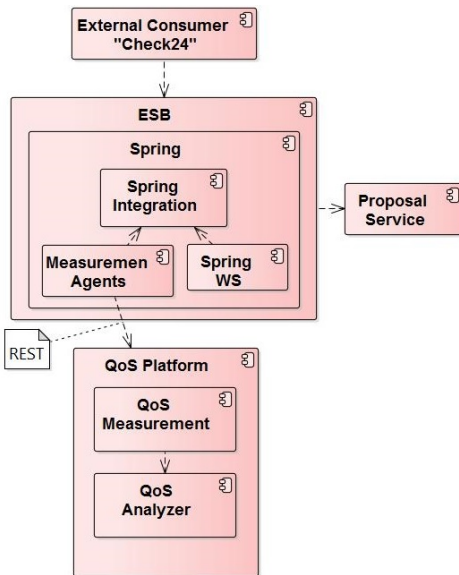 External Consumer
"Check24"
ESB
Spring
Spring
Integration
Measuremen
Agents
Spring
WS
Proposal
Service
REST
QoS Platform
QoS
Measurement
QoS
Analyzer